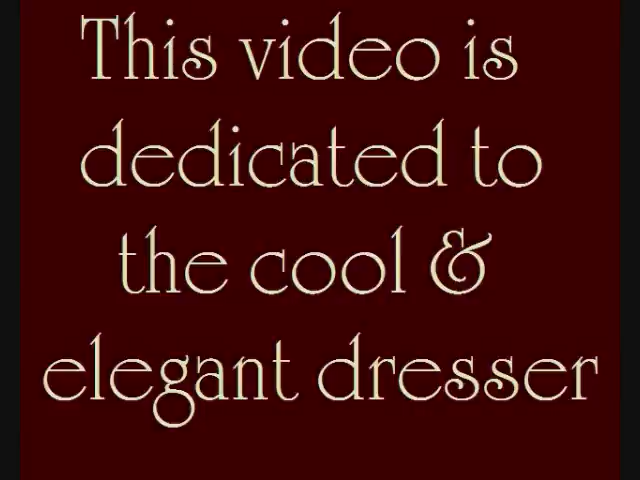 This video is
dedicated to
the cool &
elegant dresser